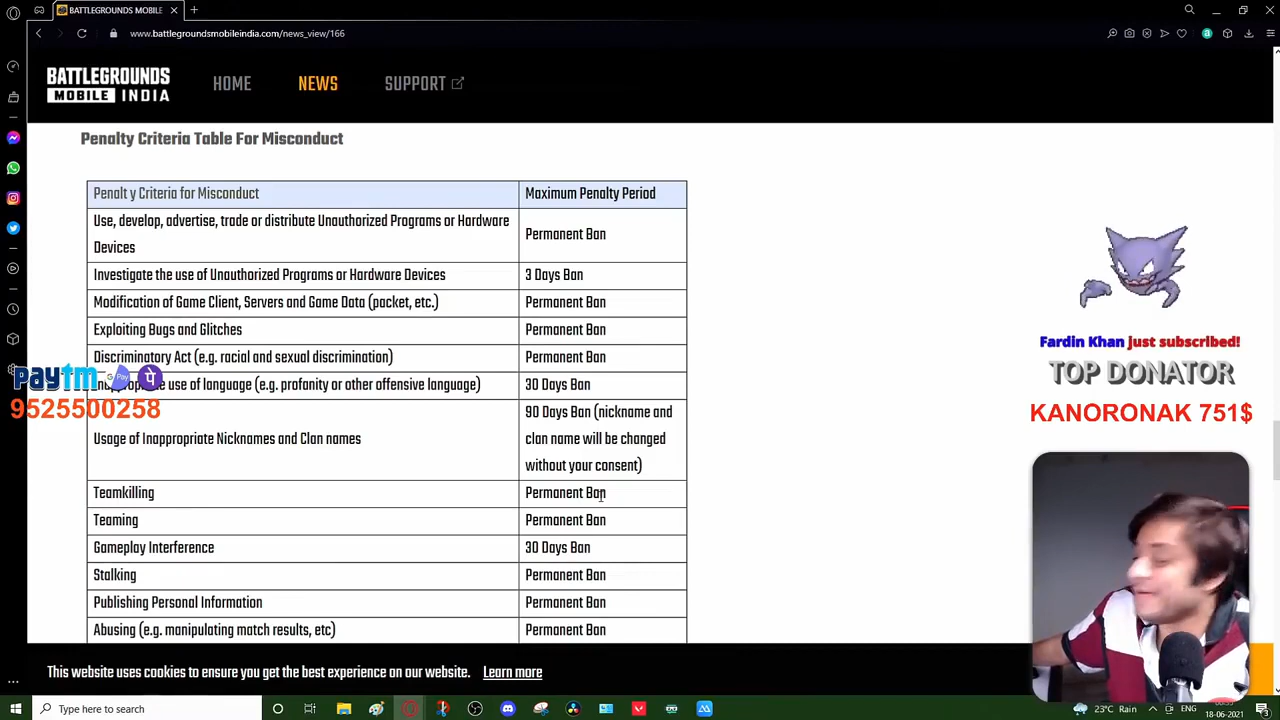 BATTLEGROUNDS MOBILE
www.battlegroundsmobileindia.com/news_view/166
BATTLEGROUNDS
MOBILE INDIA
HOME
NEWS
SUPPORT
Penalty Criteria Table For Misconduct
Penalt y Criteria for Misconduct
Maximum Penalty Period
Use, develop, advertise, trade or distribute Unauthorized Programs or Hardware
Devices
Permanent Ban
Investigate the use of Unauthorized Programs or Hardware Devices
3 Days Ban
Modification of Game Client, Servers and Game Data (packet, etc.)
Permanent Ban
Exploiting Bugs and Glitches
Permanent Ban
Discriminatory Act (e.g. racial and sexual discrimination)
Permanent Ban
use of language (e.g. profanity or other offensive language)
30 Days Ban
Usage of Inappropriate Nicknames and Clan names
90 Days Ban (nickname and
clan name will be changed
without your consent)
Teamkilling
Permanent Ban
Teaming
Permanent Ban
Gameplay Interference
30 Days Ban
Stalking
Permanent Ban
Publishing Personal Information
Permanent Ban
Abusing (e.g. manipulating match results, etc)
Permanent Ban
paytm
G Pay
पे
9525500258
Fardin Khan just subscribed!
TOP DONATOR
KANORONAK 751$
This website uses cookies to ensure you get the best experience on our website. Learn more
Type here to search
23°C Rain
ENG
18-06-2021